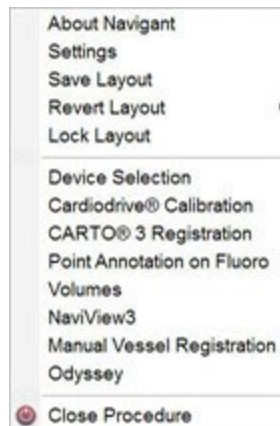 About Navigant
Settings
Save Layout
Revert Layout
Lock Layout
Device Selection
Cardiodrive® Calibration
CARTO® 3 Registration
Point Annotation on Fluoro
Volumes
NaviView3
Manual Vessel Registration
Odyssey
Close Procedure